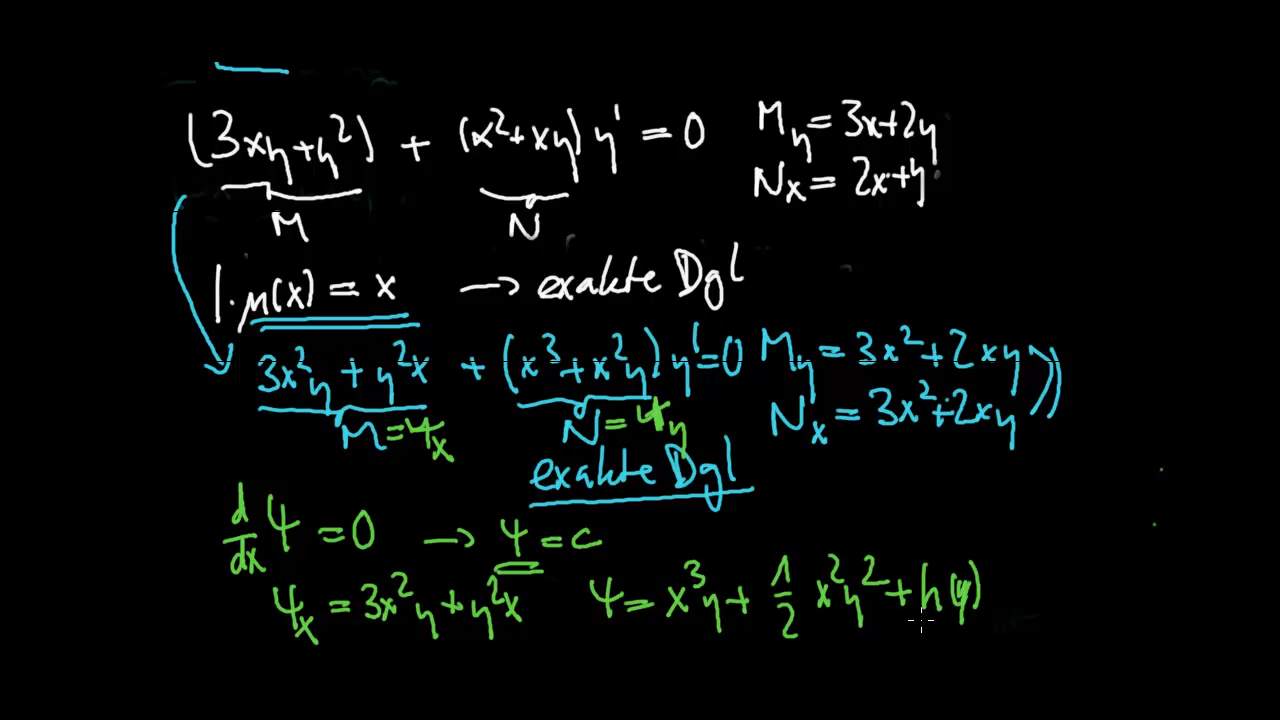 (3xy+y²) + (x²+xy) y' = 0 M_y = 3x+2y
M N N_x = 2x+y
|·μ(x) = x → exakte Dgl
3x²y + y²x + (x³+x²y) y' = 0 M_y = 3x²+2xy
M = Ψ_x N = Ψ_y N_x = 3x²+2xy
exakte Dgl
d/dx Ψ = 0 → Ψ = c
Ψ_x = 3x²y + y²x Ψ = x³y + 1/2 x²y² + h(y)